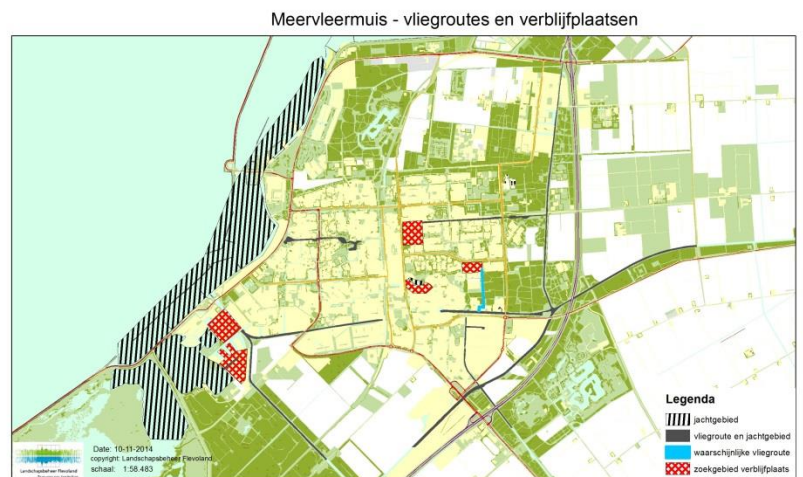 Meervleermuis - vliegroutes en verblijfplaatsen
Legenda
jachtgebied
vliegroute en jachtgebied
waarschijnlijke vliegroute
zoekgebied verblijfplaats
Date: 10-11-2014
copyright: Landschapsbeheer Flevoland
schaal: 1:58.483
Landschapsbeheer Flevoland